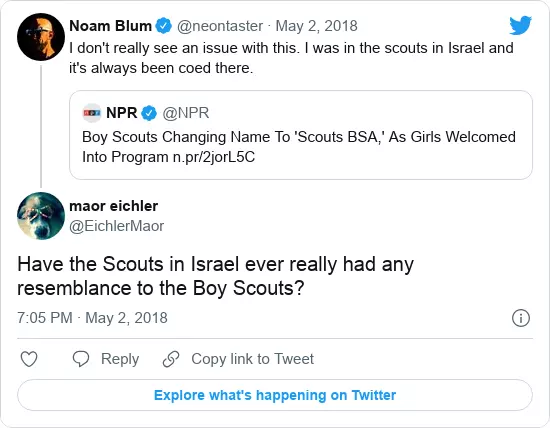 Noam Blum @neontaster · May 2, 2018
I don't really see an issue with this. I was in the scouts in Israel and
it's always been coed there.
NPR @NPR
Boy Scouts Changing Name To 'Scouts BSA,' As Girls Welcomed
Into Program n.pr/2jorL5C
maor eichler
@EichlerMaor
Have the Scouts in Israel ever really had any
resemblance to the Boy Scouts?
7:05 PM · May 2, 2018
Reply Copy link to Tweet
Explore what's happening on Twitter